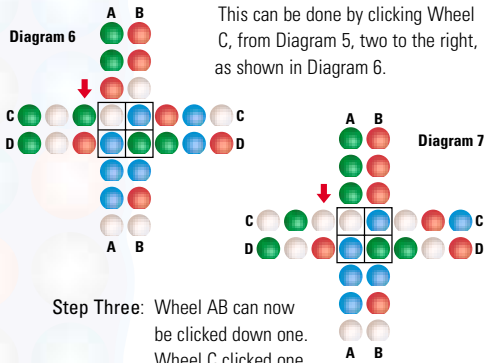 A B
Diagram 6
This can be done by clicking Wheel
C, from Diagram 5, two to the right,
as shown in Diagram 6.
C C
D D
A B
A B
Diagram 7
C C
D D
A B
Step Three: Wheel AB can now
be clicked down one.
Wheel C clicked one